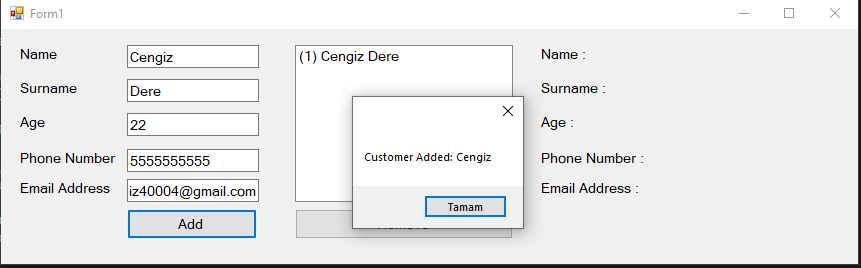 Form1
Name
Cengiz
(1) Cengiz Dere
Name :
Surname
Dere
Surname :
Age
22
Age :
Customer Added: Cengiz
Phone Number
5555555555
Phone Number :
Email Address
iz40004@gmail.com
Email Address :
Tamam
Add